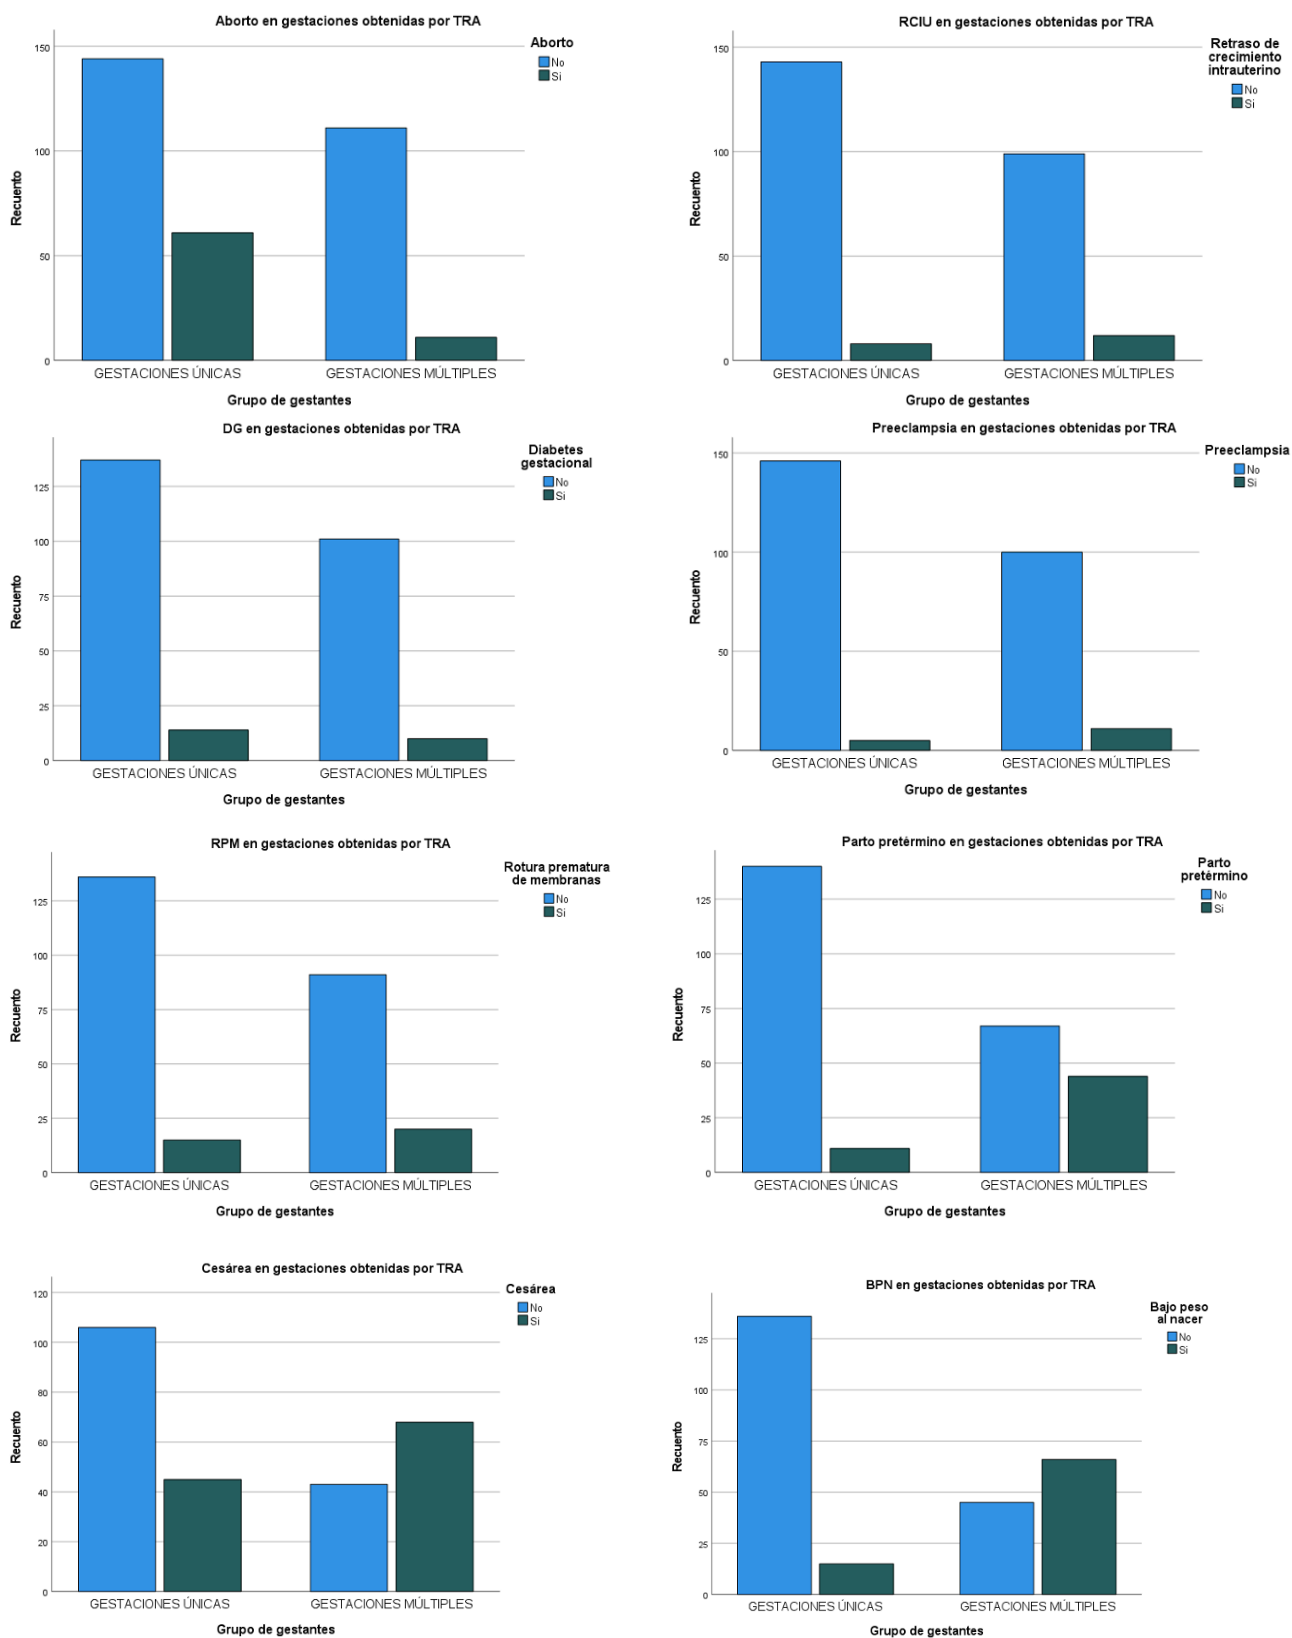 Aborto en gestaciones obtenidas por TRA
Aborto
No
Si
150
100
50
0
Recuento
GESTACIONES ÚNICAS
GESTACIONES MÚLTIPLES
Grupo de gestantes
RCIU en gestaciones obtenidas por TRA
Retraso de
crecimiento
intrauterino
No
Si
150
100
50
0
Recuento
GESTACIONES ÚNICAS
GESTACIONES MÚLTIPLES
Grupo de gestantes
DG en gestaciones obtenidas por TRA
Diabetes
gestacional
No
Si
125
100
75
50
25
0
Recuento
GESTACIONES ÚNICAS
GESTACIONES MÚLTIPLES
Grupo de gestantes
Preeclampsia en gestaciones obtenidas por TRA
Preeclampsia
No
Si
150
100
50
0
Recuento
GESTACIONES ÚNICAS
GESTACIONES MÚLTIPLES
Grupo de gestantes
RPM en gestaciones obtenidas por TRA
Rotura prematura
de membranas
No
Si
125
100
75
50
25
0
Recuento
GESTACIONES ÚNICAS
GESTACIONES MÚLTIPLES
Grupo de gestantes
Parto pretérmino en gestaciones obtenidas por TRA
Parto
pretérmino
No
Si
125
100
75
50
25
0
Recuento
GESTACIONES ÚNICAS
GESTACIONES MÚLTIPLES
Grupo de gestantes
Cesárea en gestaciones obtenidas por TRA
Cesárea
No
Si
120
100
80
60
40
20
0
Recuento
GESTACIONES ÚNICAS
GESTACIONES MÚLTIPLES
Grupo de gestantes
BPN en gestaciones obtenidas por TRA
Bajo peso
al nacer
No
Si
125
100
75
50
25
0
Recuento
GESTACIONES ÚNICAS
GESTACIONES MÚLTIPLES
Grupo de gestantes